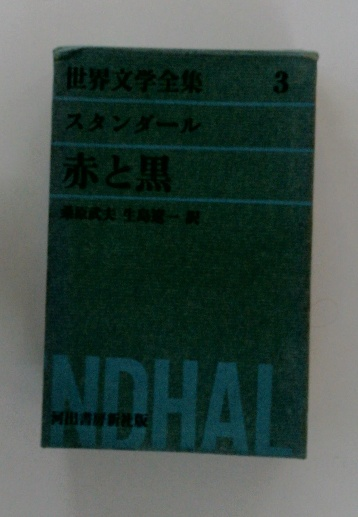 世界文学全集 3
スタンダール
赤と黒
桑原武夫 生島遼一 訳
NDHAL
河出書房新社版